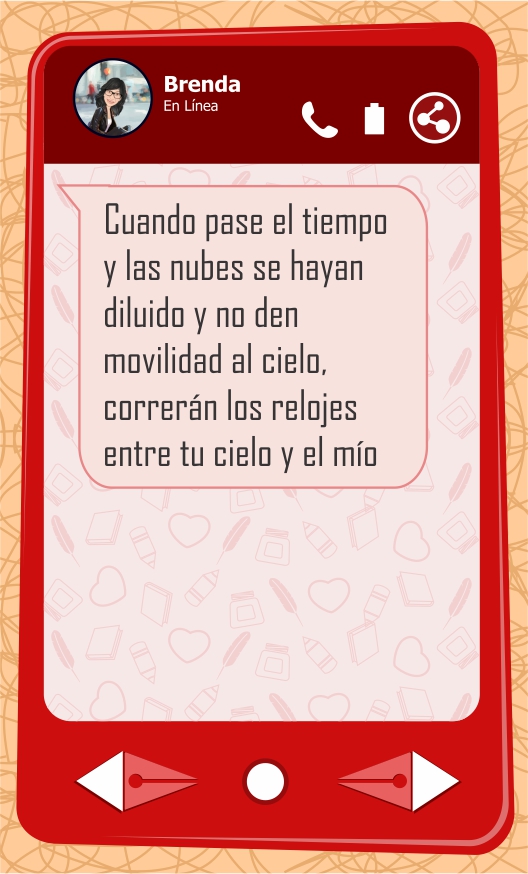 Brenda
En Línea
Cuando pase el tiempo
y las nubes se hayan
diluido y no den
movilidad al cielo,
correrán los relojes
entre tu cielo y el mío